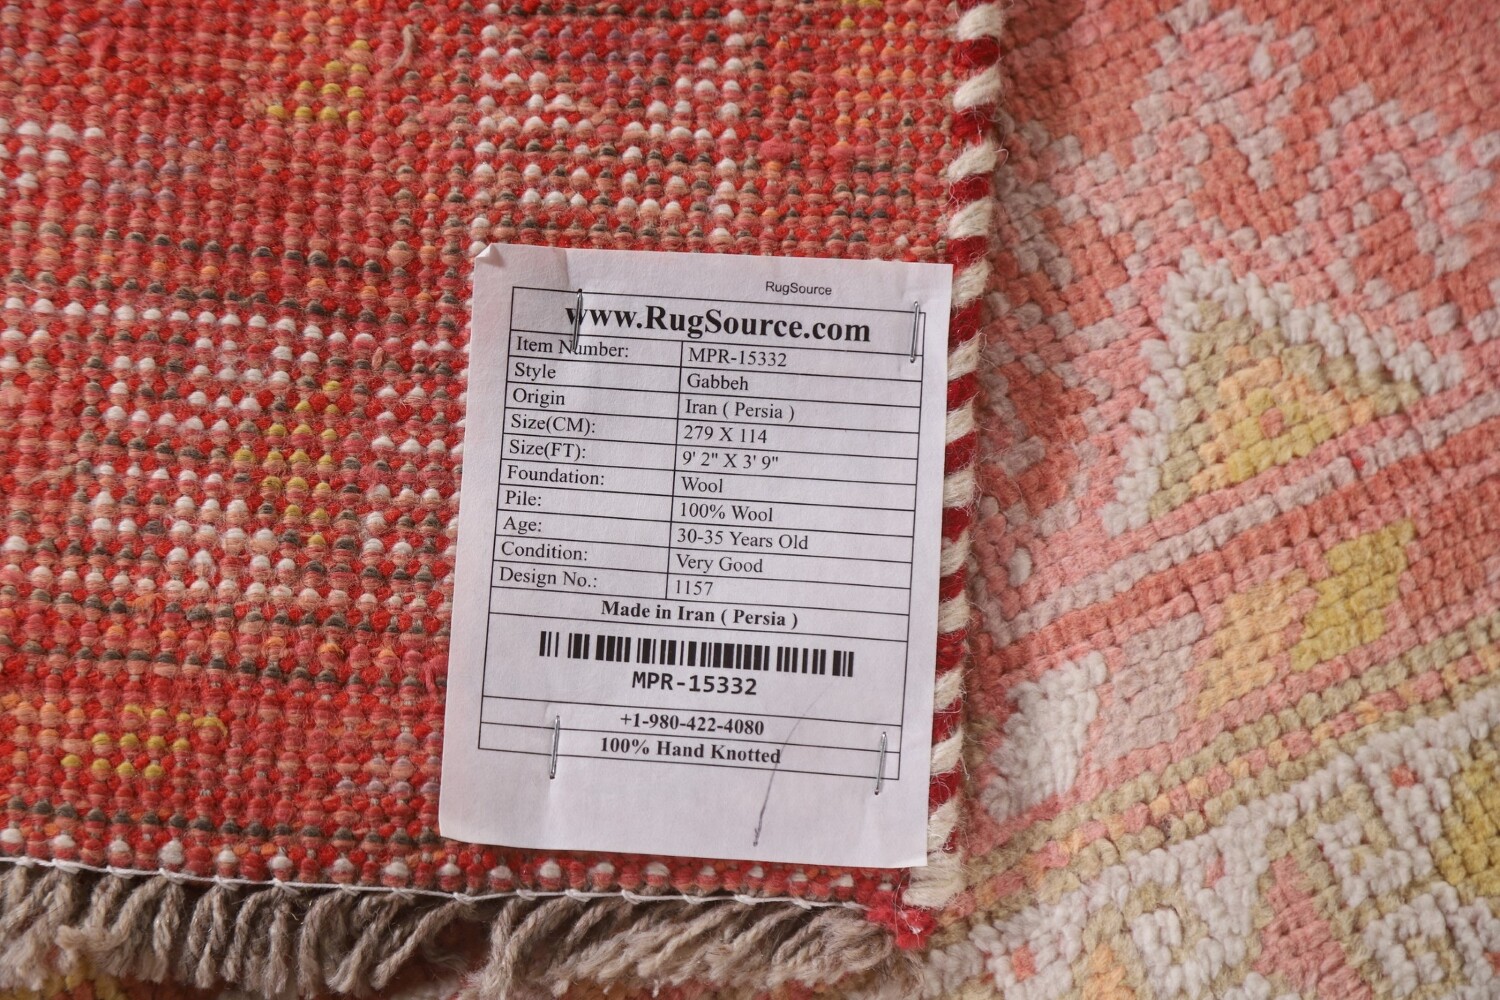 RugSource
www.RugSource.com
Item Number: MPR-15332
Style Gabbeh
Origin Iran ( Persia )
Size(CM): 279 X 114
Size(FT): 9' 2" X 3' 9"
Foundation: Wool
Pile: 100% Wool
Age: 30-35 Years Old
Condition: Very Good
Design No.: 1157
Made in Iran ( Persia )
MPR-15332
+1-980-422-4080
100% Hand Knotted